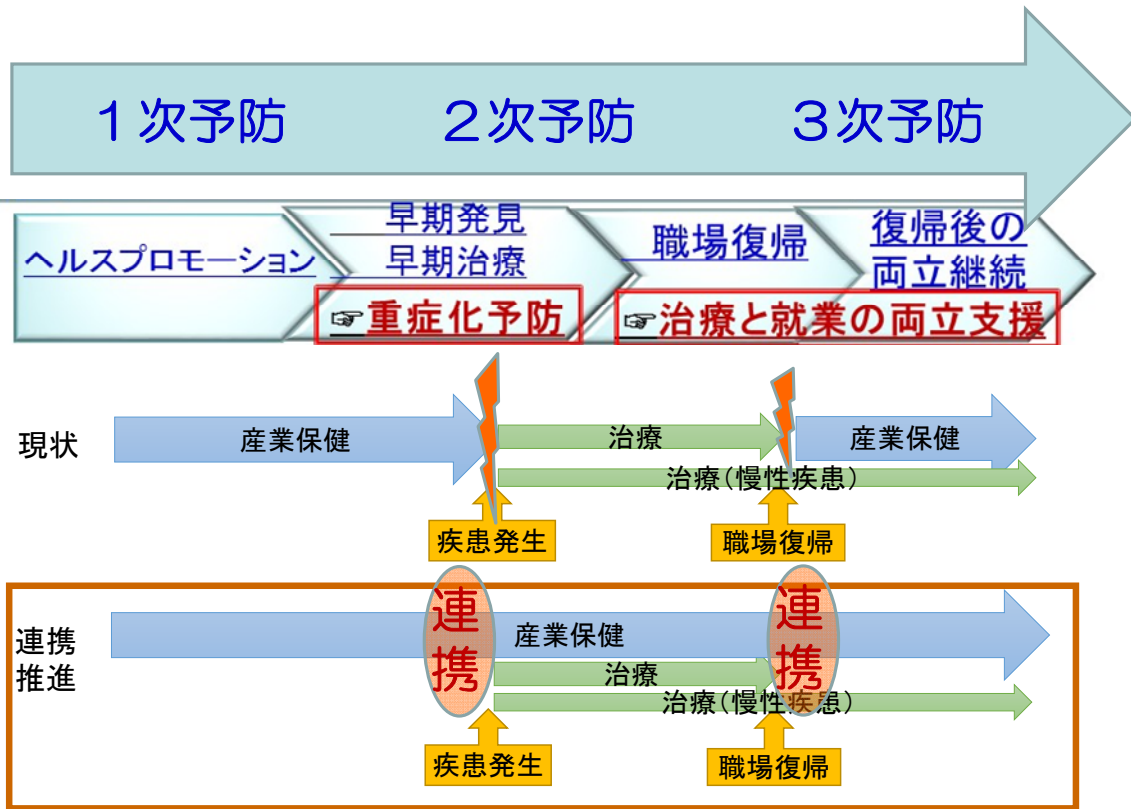 １次予防
２次予防
３次予防
ヘルスプロモーション
早期発見
早期治療
☞重症化予防
職場復帰
復帰後の
両立継続
☞治療と就業の両立支援
現状
産業保健
治療
産業保健
治療(慢性疾患)
疾患発生
職場復帰
連携
推進
連携
産業保健
連携
治療
治療(慢性疾患)
疾患発生
職場復帰